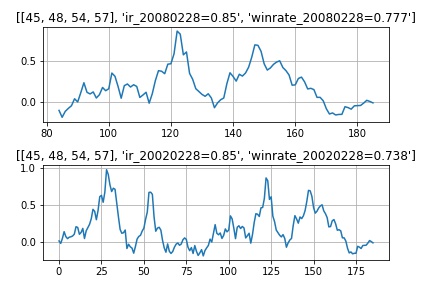 [[45, 48, 54, 57], 'ir_20080228=0.85', 'winrate_20080228=0.777']
0.5
0.0
80 100 120 140 160 180
[[45, 48, 54, 57], 'ir_20020228=0.85', 'winrate_20020228=0.738']
1.0
0.5
0.0
0 25 50 75 100 125 150 175